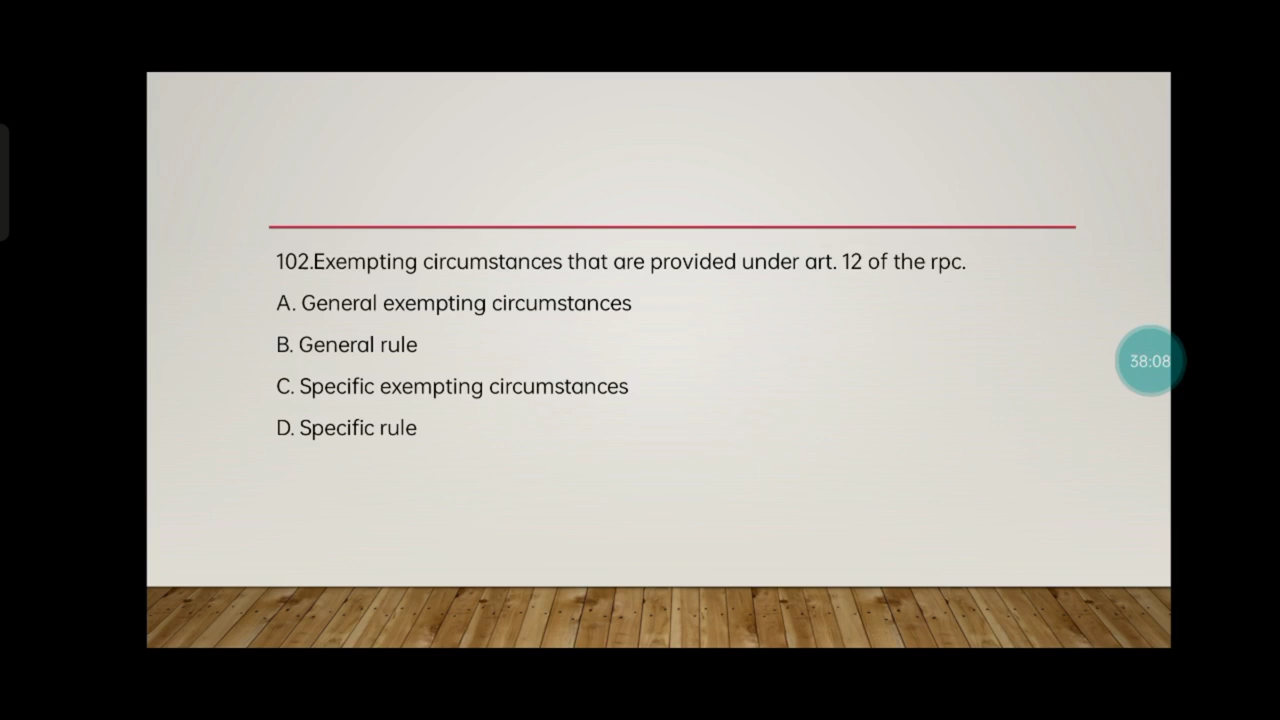 102.Exempting circumstances that are provided under art. 12 of the rpc.
A. General exempting circumstances
B. General rule
C. Specific exempting circumstances
D. Specific rule
38:08